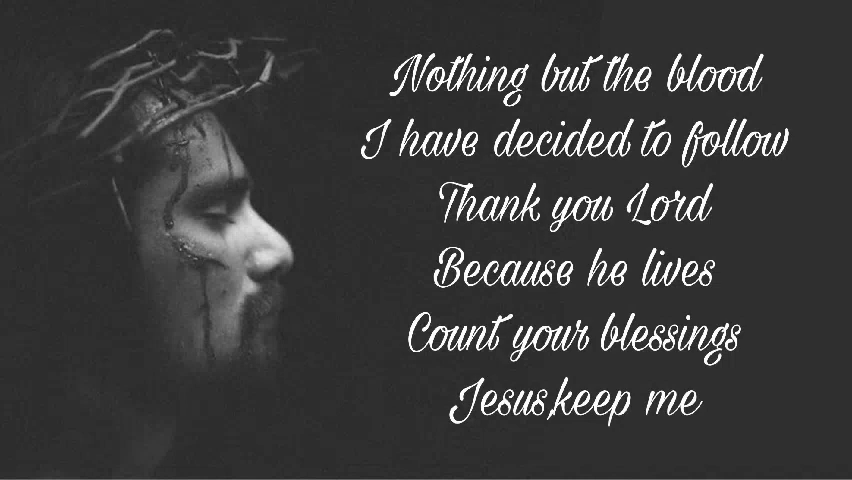 Nothing but the blood
I have decided to follow
Thank you Lord
Because he lives
Count your blessings
Jesus,keep me